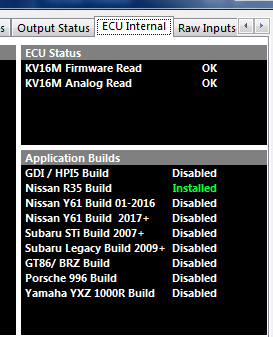 s Output Status ECU Internal Raw Inputs
ECU Status
KV16M Firmware Read OK
KV16M Analog Read OK
Application Builds
GDI / HPI5 Build Disabled
Nissan R35 Build Installed
Nissan Y61 Build 01-2016 Disabled
Nissan Y61 Build  2017+ Disabled
Subaru STi Build 2007+ Disabled
Subaru Legacy Build 2009+ Disabled
GT86/ BRZ Build Disabled
Porsche 996 Build Disabled
Yamaha YXZ 1000R Build Disabled